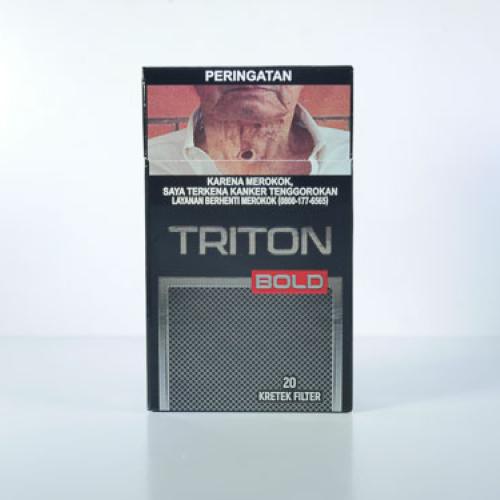 PERINGATAN
KARENA MEROKOK,
SAYA TERKENA KANKER TENGGOROKAN
LAYANAN BERHENTI MEROKOK (0800-177-6565)
TRITON
BOLD
20
KRETEK FILTER